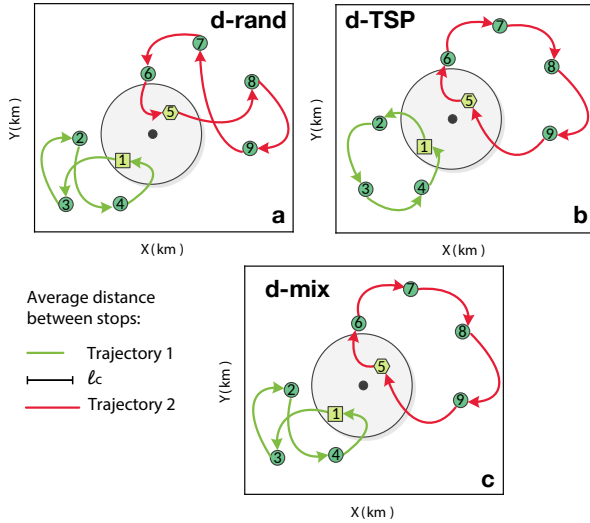 d-rand
7
6
8
5
2
1
9
3
4
a
Y(km)
X(km)
d-TSP
7
6
8
5
2
1
9
3
4
b
Y(km)
X(km)
d-mix
7
6
8
5
2
1
9
3
4
c
Y(km)
X(km)
Average distance
between stops:
Trajectory 1
ℓc
Trajectory 2